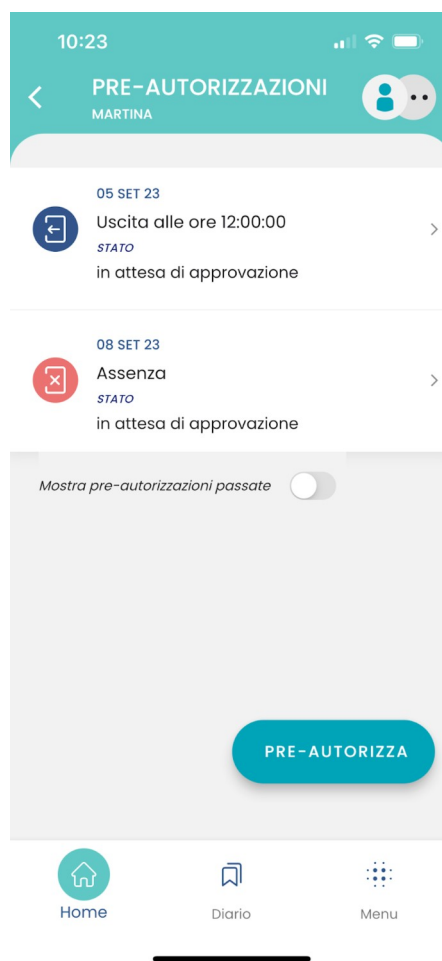 10:23
PRE-AUTORIZZAZIONI
MARTINA
05 SET 23
Uscita alle ore 12:00:00
STATO
in attesa di approvazione
08 SET 23
Assenza
STATO
in attesa di approvazione
Mostra pre-autorizzazioni passate
PRE-AUTORIZZA
Home
Diario
Menu